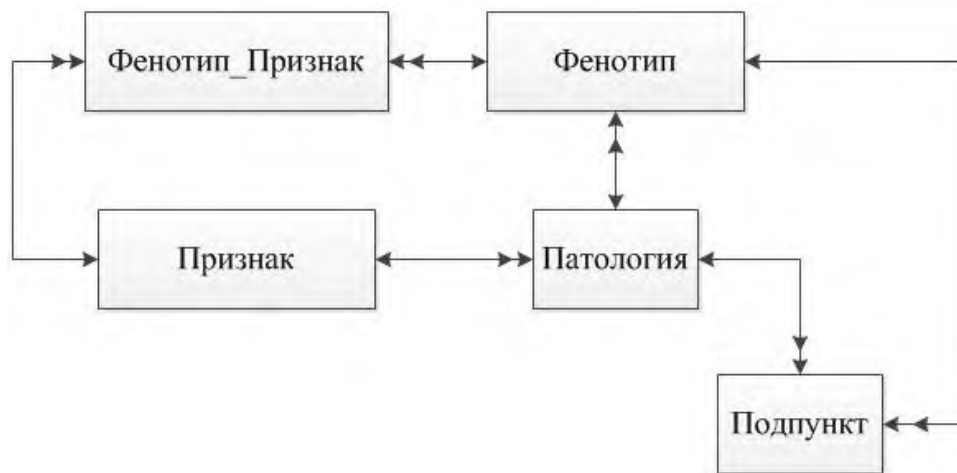 Фенотип_Признак
Фенотип
Признак
Патология
Подпункт